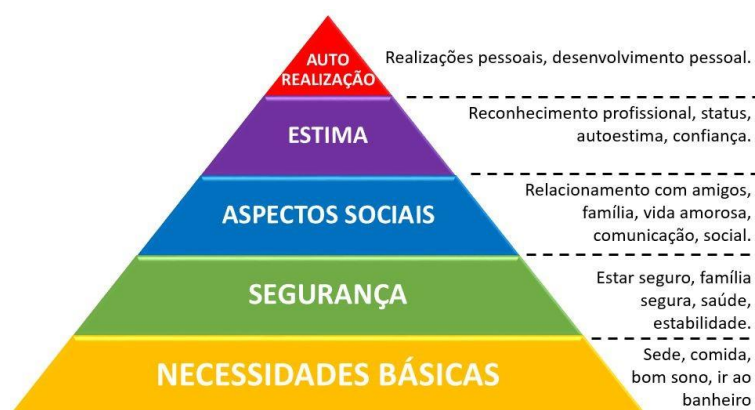 AUTO
REALIZAÇÃO
Realizações pessoais, desenvolvimento pessoal.
ESTIMA
Reconhecimento profissional, status,
autoestima, confiança.
ASPECTOS SOCIAIS
Relacionamento com amigos,
família, vida amorosa,
comunicação, social.
SEGURANÇA
Estar seguro, família
segura, saúde,
estabilidade.
NECESSIDADES BÁSICAS
Sede, comida,
bom sono, ir ao
banheiro